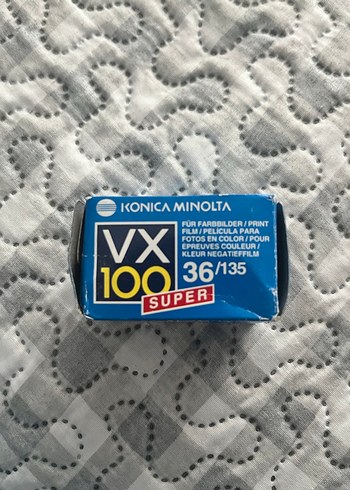 KONICA MINOLTA
VX
100
SUPER
FÜR FARBBILDER / PRINT
FILM / PELICULA PARA
FOTOS EN COLOR / POUR
ÉPREUVES COULEUR /
KLEUR NEGATIEFFILM
36/135